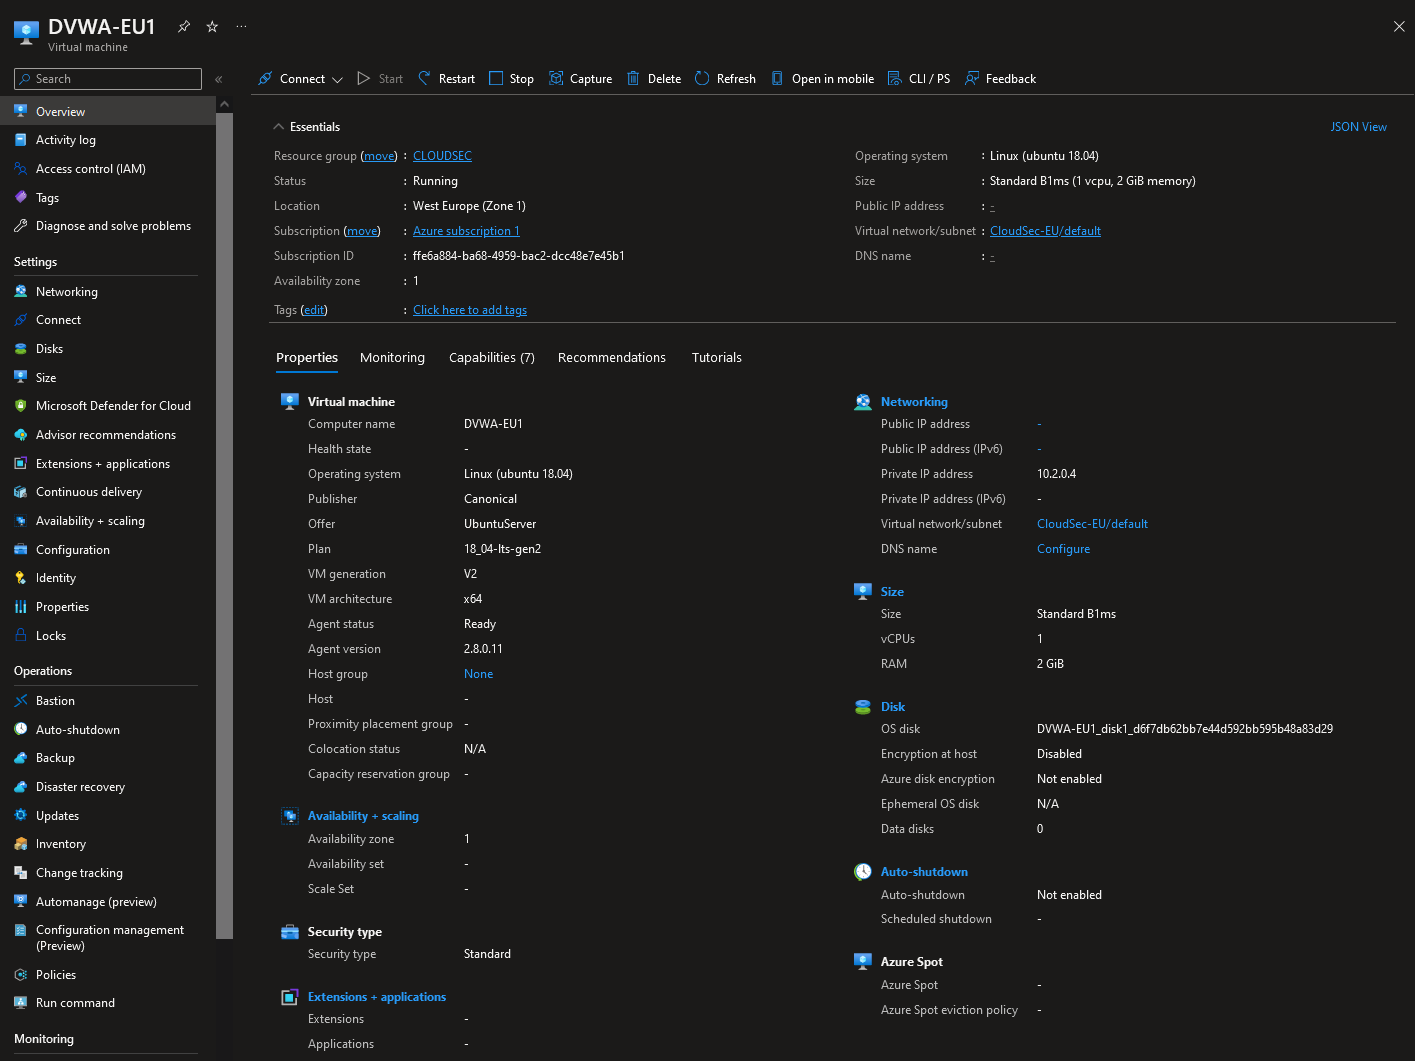 DVWA-EU1
Virtual machine
Search
Overview
Activity log
Access control (IAM)
Tags
Diagnose and solve problems
Settings
Networking
Connect
Disks
Size
Microsoft Defender for Cloud
Advisor recommendations
Extensions + applications
Continuous delivery
Availability + scaling
Configuration
Identity
Properties
Locks
Operations
Bastion
Auto-shutdown
Backup
Disaster recovery
Updates
Inventory
Change tracking
Automanage (preview)
Configuration management
(Preview)
Policies
Run command
Monitoring
Connect Start Restart Stop Capture Delete Refresh Open in mobile CLI / PS Feedback
Essentials JSON View
Resource group (move) : CLOUDSEC
Status : Running
Location : West Europe (Zone 1)
Subscription (move) : Azure subscription 1
Subscription ID : ffe6a884-ba68-4959-bac2-dcc48e7e45b1
Availability zone : 1
Tags (edit) : Click here to add tags
Operating system : Linux (ubuntu 18.04)
Size : Standard B1ms (1 vcpu, 2 GiB memory)
Public IP address : -
Virtual network/subnet : CloudSec-EU/default
DNS name : -
Properties Monitoring Capabilities (7) Recommendations Tutorials
Virtual machine
Computer name DVWA-EU1
Health state -
Operating system Linux (ubuntu 18.04)
Publisher Canonical
Offer UbuntuServer
Plan 18_04-lts-gen2
VM generation V2
VM architecture x64
Agent status Ready
Agent version 2.8.0.11
Host group None
Host -
Proximity placement group -
Colocation status N/A
Capacity reservation group -
Availability + scaling
Availability zone 1
Availability set -
Scale Set -
Security type
Security type Standard
Extensions + applications
Extensions -
Applications -
Networking
Public IP address -
Public IP address (IPv6) -
Private IP address 10.2.0.4
Private IP address (IPv6) -
Virtual network/subnet CloudSec-EU/default
DNS name Configure
Size
Size Standard B1ms
vCPUs 1
RAM 2 GiB
Disk
OS disk DVWA-EU1_disk1_d6f7db62bb7e44d592bb595b48a83d29
Encryption at host Disabled
Azure disk encryption Not enabled
Ephemeral OS disk N/A
Data disks 0
Auto-shutdown
Auto-shutdown Not enabled
Scheduled shutdown -
Azure Spot
Azure Spot -
Azure Spot eviction policy -